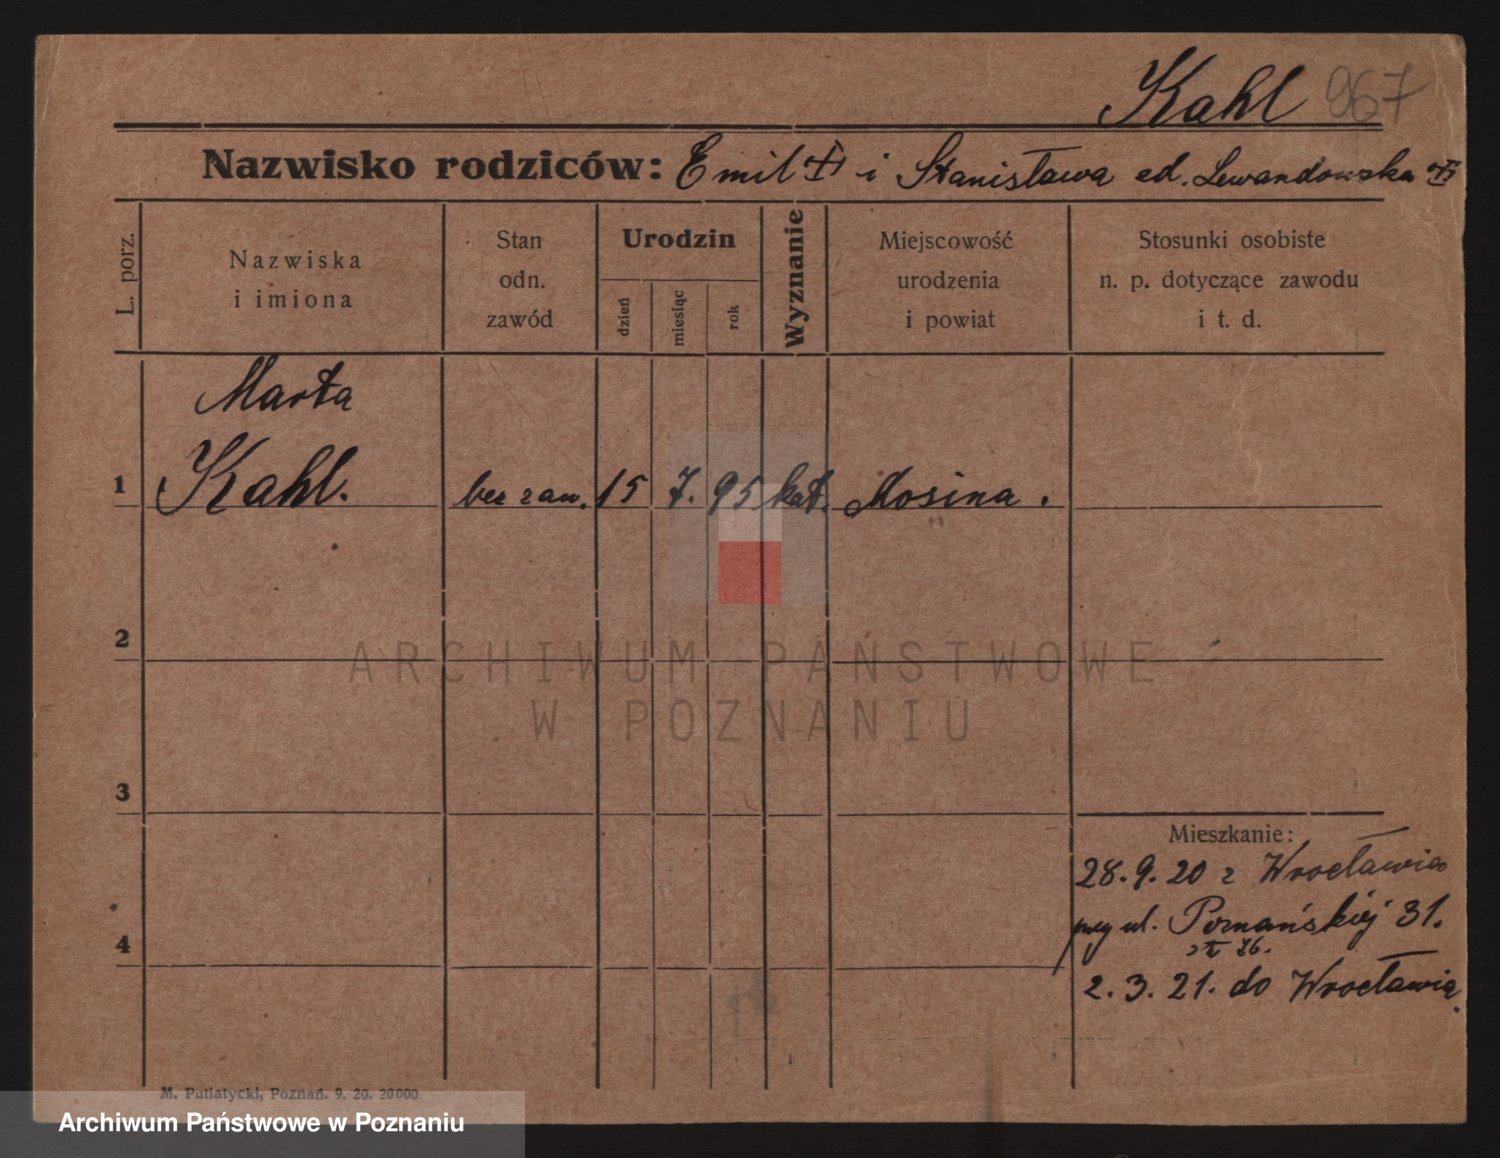 Kahl 967
Nazwisko rodziców: Emil i Stanisława ed. Lewandowska
L. porz.
Nazwiska
i imiona
Stan
odn.
zawód
Urodzin
dzień
miesiąc
rok
Wyznanie
Miejscowość
urodzenia
i powiat
Stosunki osobiste
n. p. dotyczące zawodu
i t. d.
Marta
1 Kahl. bez zaw. 15 7. 95 kat. Mosina.
2
ARCHIWUM PAŃSTWOWE
W POZNANIU
3
Mieszkanie:
28.9.20 z Wrocławia
ul. Poznańskiej 31.
4
2.3.21. do Wrocławia.
M. Putiatycki, Poznań. 9. 20. 20000.
Archiwum Państwowe w Poznaniu